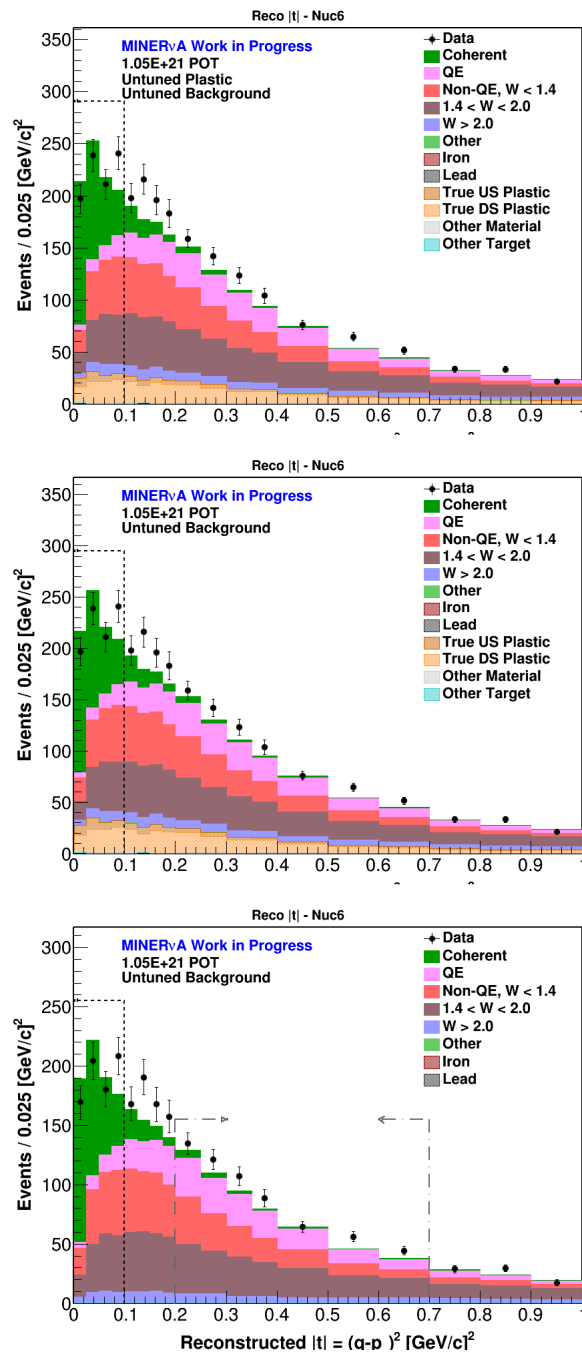 Reco |t| - Nuc6
MINERνA Work in Progress
1.05E+21 POT
Untuned Plastic
Untuned Background
Data
Coherent
QE
Non-QE, W < 1.4
1.4 < W < 2.0
W > 2.0
Other
Iron
Lead
True US Plastic
True DS Plastic
Other Material
Other Target
Events / 0.025 [GeV/c]²
350
300
250
200
150
100
50
0
0 0.1 0.2 0.3 0.4 0.5 0.6 0.7 0.8 0.9 1
Reco |t| - Nuc6
MINERνA Work in Progress
1.05E+21 POT
Untuned Background
Data
Coherent
QE
Non-QE, W < 1.4
1.4 < W < 2.0
W > 2.0
Other
Iron
Lead
True US Plastic
True DS Plastic
Other Material
Other Target
Events / 0.025 [GeV/c]²
350
300
250
200
150
100
50
0
0 0.1 0.2 0.3 0.4 0.5 0.6 0.7 0.8 0.9 1
Reco |t| - Nuc6
MINERνA Work in Progress
1.05E+21 POT
Untuned Background
Data
Coherent
QE
Non-QE, W < 1.4
1.4 < W < 2.0
W > 2.0
Other
Iron
Lead
Events / 0.025 [GeV/c]²
300
250
200
150
100
50
0
0 0.1 0.2 0.3 0.4 0.5 0.6 0.7 0.8 0.9 1
Reconstructed |t| = (q-p )² [GeV/c]²